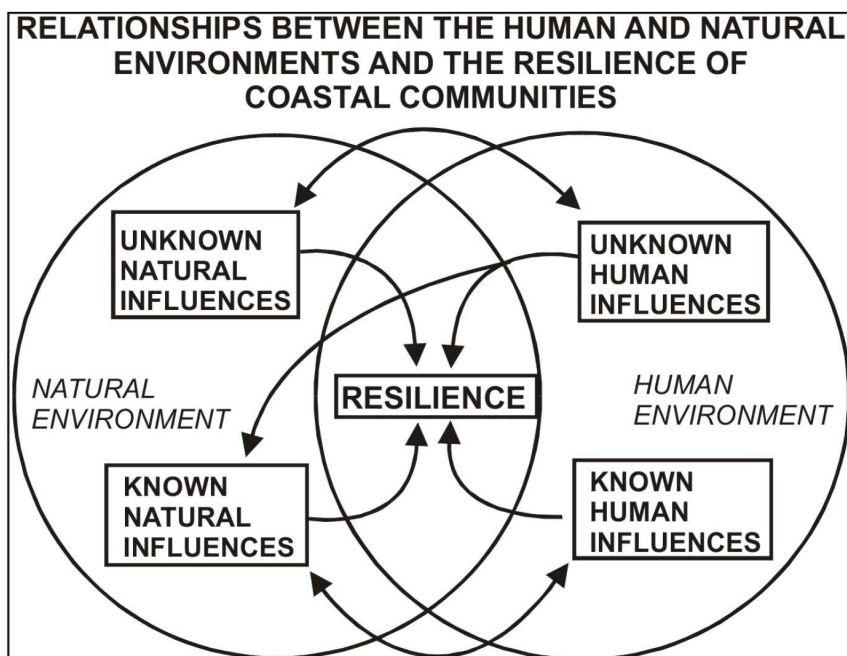 RELATIONSHIPS BETWEEN THE HUMAN AND NATURAL
ENVIRONMENTS AND THE RESILIENCE OF
COASTAL COMMUNITIES
UNKNOWN
NATURAL
INFLUENCES
UNKNOWN
HUMAN
INFLUENCES
NATURAL
ENVIRONMENT
RESILIENCE
HUMAN
ENVIRONMENT
KNOWN
NATURAL
INFLUENCES
KNOWN
HUMAN
INFLUENCES